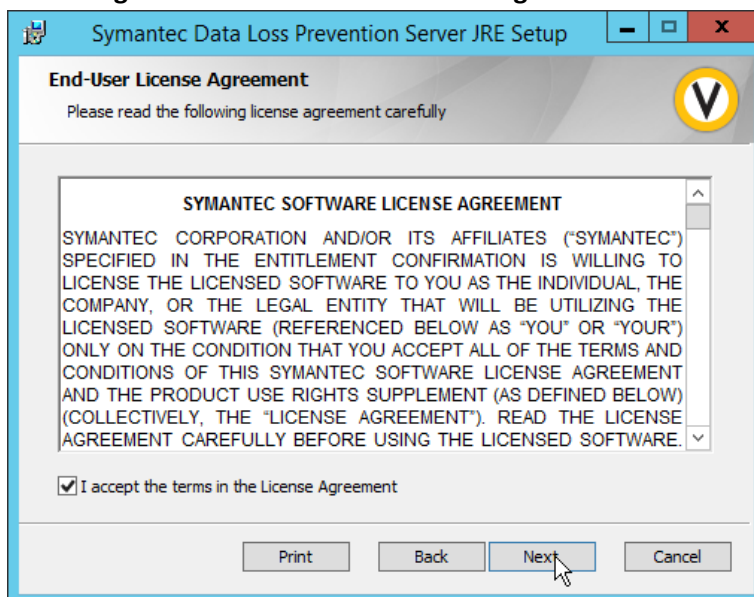 Symantec Data Loss Prevention Server JRE Setup
End-User License Agreement
Please read the following license agreement carefully
SYMANTEC SOFTWARE LICENSE AGREEMENT
SYMANTEC CORPORATION AND/OR ITS AFFILIATES (“SYMANTEC”)
SPECIFIED IN THE ENTITLEMENT CONFIRMATION IS WILLING TO
LICENSE THE LICENSED SOFTWARE TO YOU AS THE INDIVIDUAL, THE
COMPANY, OR THE LEGAL ENTITY THAT WILL BE UTILIZING THE
LICENSED SOFTWARE (REFERENCED BELOW AS “YOU” OR “YOUR”)
ONLY ON THE CONDITION THAT YOU ACCEPT ALL OF THE TERMS AND
CONDITIONS OF THIS SYMANTEC SOFTWARE LICENSE AGREEMENT
AND THE PRODUCT USE RIGHTS SUPPLEMENT (AS DEFINED BELOW)
(COLLECTIVELY, THE “LICENSE AGREEMENT”). READ THE LICENSE
AGREEMENT CAREFULLY BEFORE USING THE LICENSED SOFTWARE.
I accept the terms in the License Agreement
Print Back Next Cancel